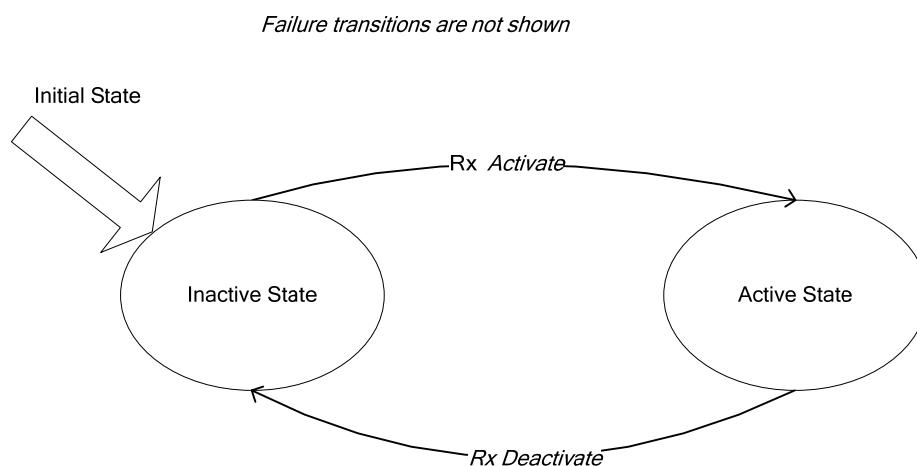 Failure transitions are not shown
Initial State
Rx Activate
Inactive State
Active State
Rx Deactivate